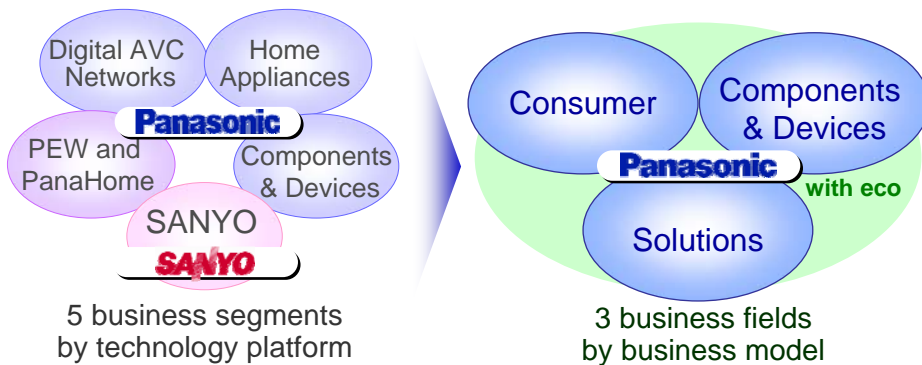 Digital AVC
Networks
Home
Appliances
Panasonic
PEW and
PanaHome
Components
& Devices
SANYO
SANYO
5 business segments
by technology platform
Consumer
Components
& Devices
Panasonic
with eco
Solutions
3 business fields
by business model